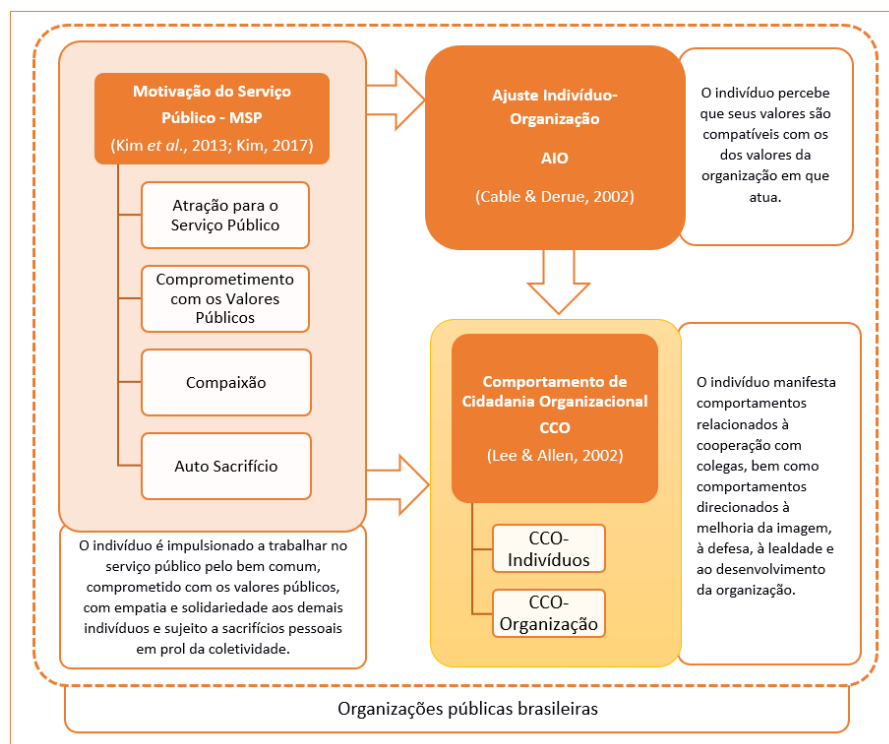 Motivação do Serviço
Público - MSP
(Kim et al., 2013; Kim, 2017)
Atração para o
Serviço Público
Comprometimento
com os Valores
Públicos
Compaixão
Auto Sacrifício
O indivíduo é impulsionado a trabalhar no
serviço público pelo bem comum,
comprometido com os valores públicos,
com empatia e solidariedade aos demais
indivíduos e sujeito a sacrifícios pessoais
em prol da coletividade.
Ajuste Indivíduo-
Organização
AIO
(Cable & Derue, 2002)
O indivíduo percebe
que seus valores são
compatíveis com os
dos valores da
organização em que
atua.
Comportamento de
Cidadania Organizacional
CCO
(Lee & Allen, 2002)
CCO-
Indivíduos
CCO-
Organização
O indivíduo manifesta
comportamentos
relacionados à
cooperação com
colegas, bem como
comportamentos
direcionados à
melhoria da imagem,
à defesa, à lealdade e
ao desenvolvimento
da organização.
Organizações públicas brasileiras